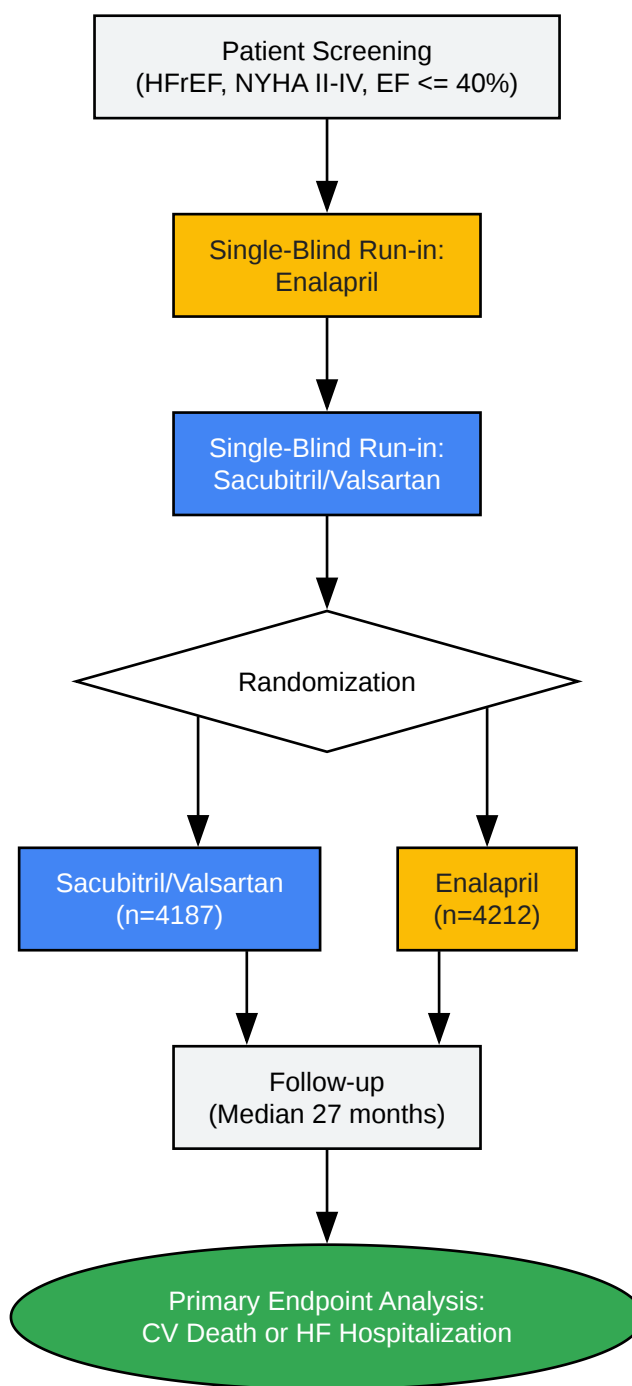 Patient Screening
(HFrEF, NYHA II-IV, EF <= 40%)
Single-Blind Run-in:
Enalapril
Single-Blind Run-in:
Sacubitril/Valsartan
Randomization
Sacubitril/Valsartan
(n=4187)
Enalapril
(n=4212)
Follow-up
(Median 27 months)
Primary Endpoint Analysis:
CV Death or HF Hospitalization